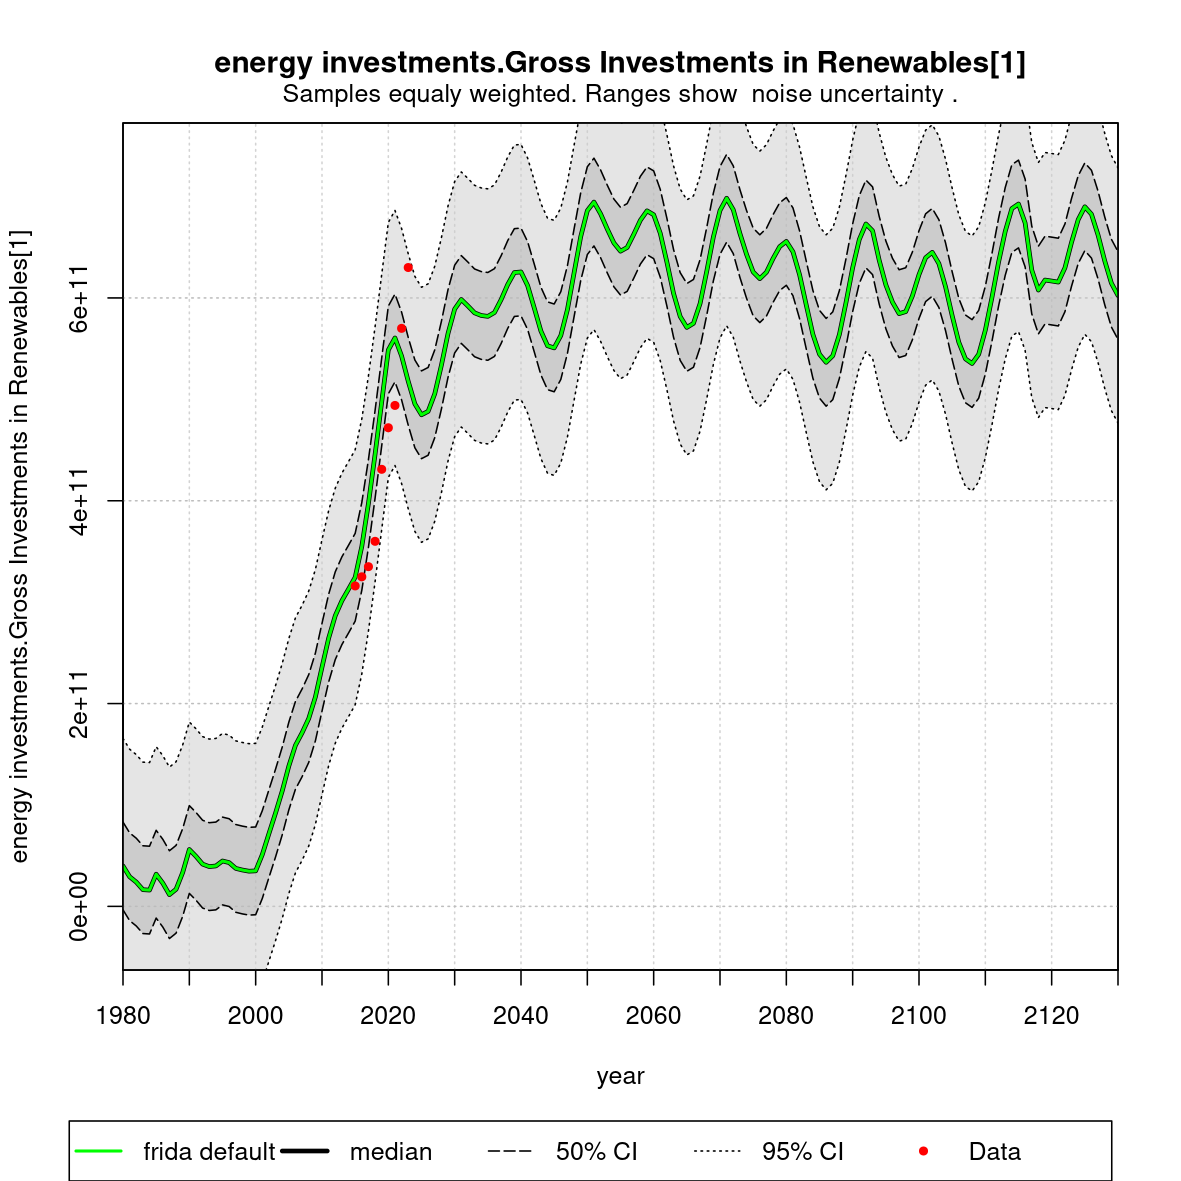 energy investments.Gross Investments in Renewables[1]
Samples equaly weighted. Ranges show  noise uncertainty .
energy investments.Gross Investments in Renewables[1]
6e+11
4e+11
2e+11
0e+00
1980 2000 2020 2040 2060 2080 2100 2120
year
frida default median 50% CI 95% CI Data